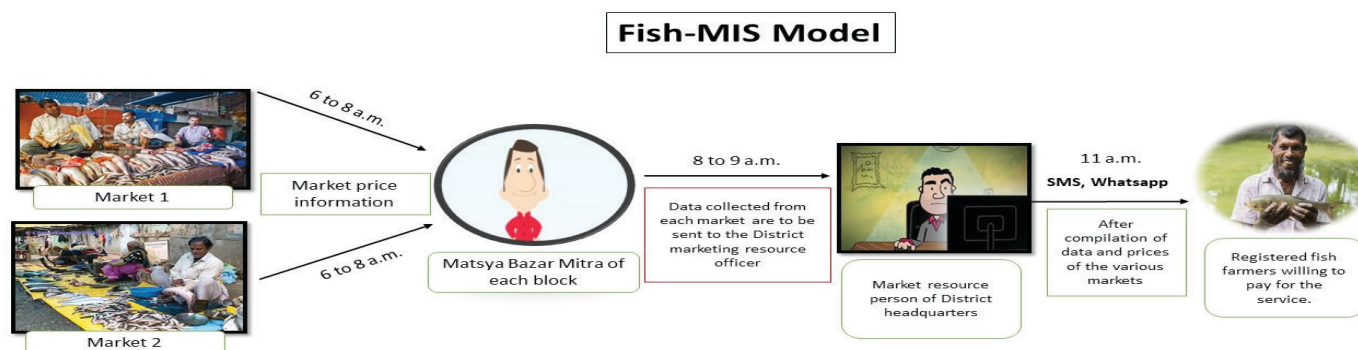 Fish-MIS Model
6 to 8 a.m.
Market 1
Market price
information
6 to 8 a.m.
Market 2
Matsya Bazar Mitra of
each block
8 to 9 a.m.
Data collected from
each market are to be
sent to the District
marketing resource
officer
Market resource
person of District
headquarters
11 a.m.
SMS, Whatsapp
After
compilation of
data and prices
of the various
markets
Registered fish
farmers willing to
pay for the
service.